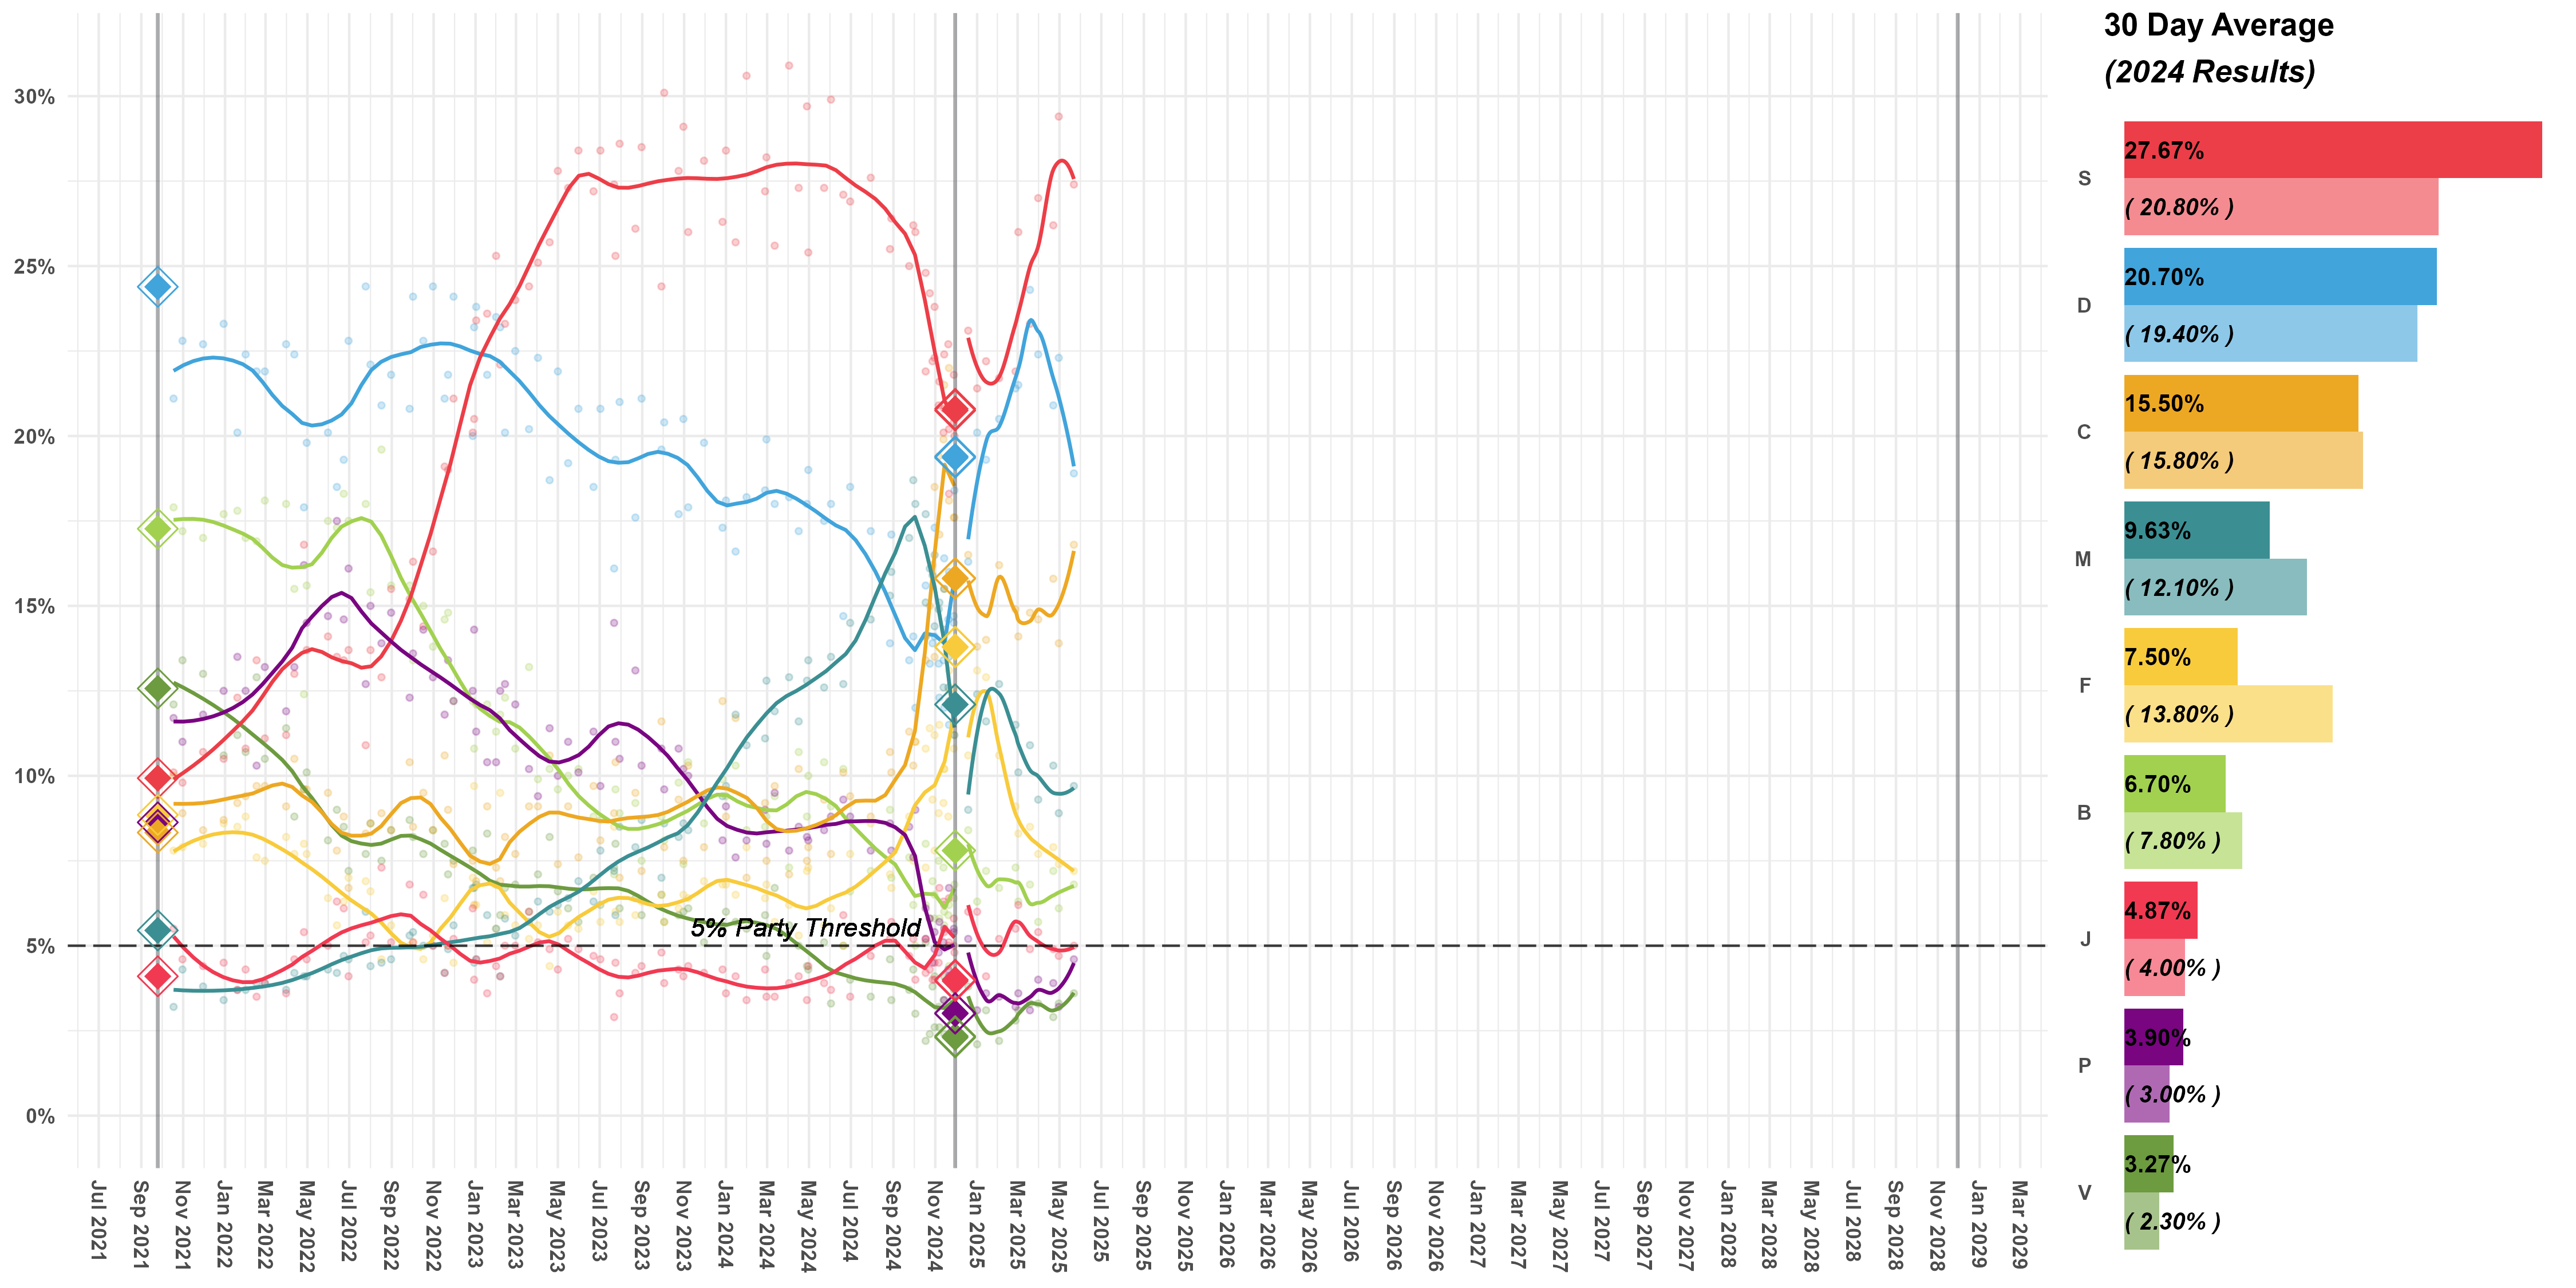 30%
25%
20%
15%
10%
5%
0%
5% Party Threshold
Jul 2021
Sep 2021
Nov 2021
Jan 2022
Mar 2022
May 2022
Jul 2022
Sep 2022
Nov 2022
Jan 2023
Mar 2023
May 2023
Jul 2023
Sep 2023
Nov 2023
Jan 2024
Mar 2024
May 2024
Jul 2024
Sep 2024
Nov 2024
Jan 2025
Mar 2025
May 2025
Jul 2025
Sep 2025
Nov 2025
Jan 2026
Mar 2026
May 2026
Jul 2026
Sep 2026
Nov 2026
Jan 2027
Mar 2027
May 2027
Jul 2027
Sep 2027
Nov 2027
Jan 2028
Mar 2028
May 2028
Jul 2028
Sep 2028
Nov 2028
Jan 2029
Mar 2029
30 Day Average
(2024 Results)
S
27.67%
( 20.80% )
D
20.70%
( 19.40% )
C
15.50%
( 15.80% )
M
9.63%
( 12.10% )
F
7.50%
( 13.80% )
B
6.70%
( 7.80% )
J
4.87%
( 4.00% )
P
3.90%
( 3.00% )
V
3.27%
( 2.30% )